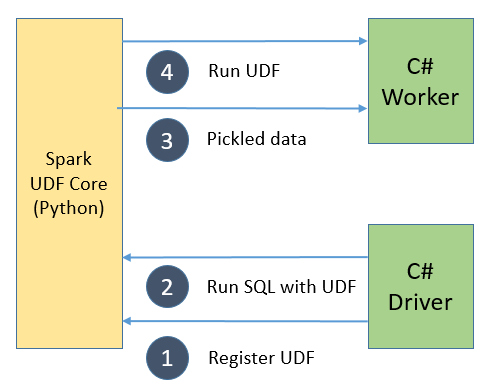 4 Run UDF
C#
Worker
3 Pickled data
Spark
UDF Core
(Python)
2 Run SQL with UDF
C#
Driver
1 Register UDF